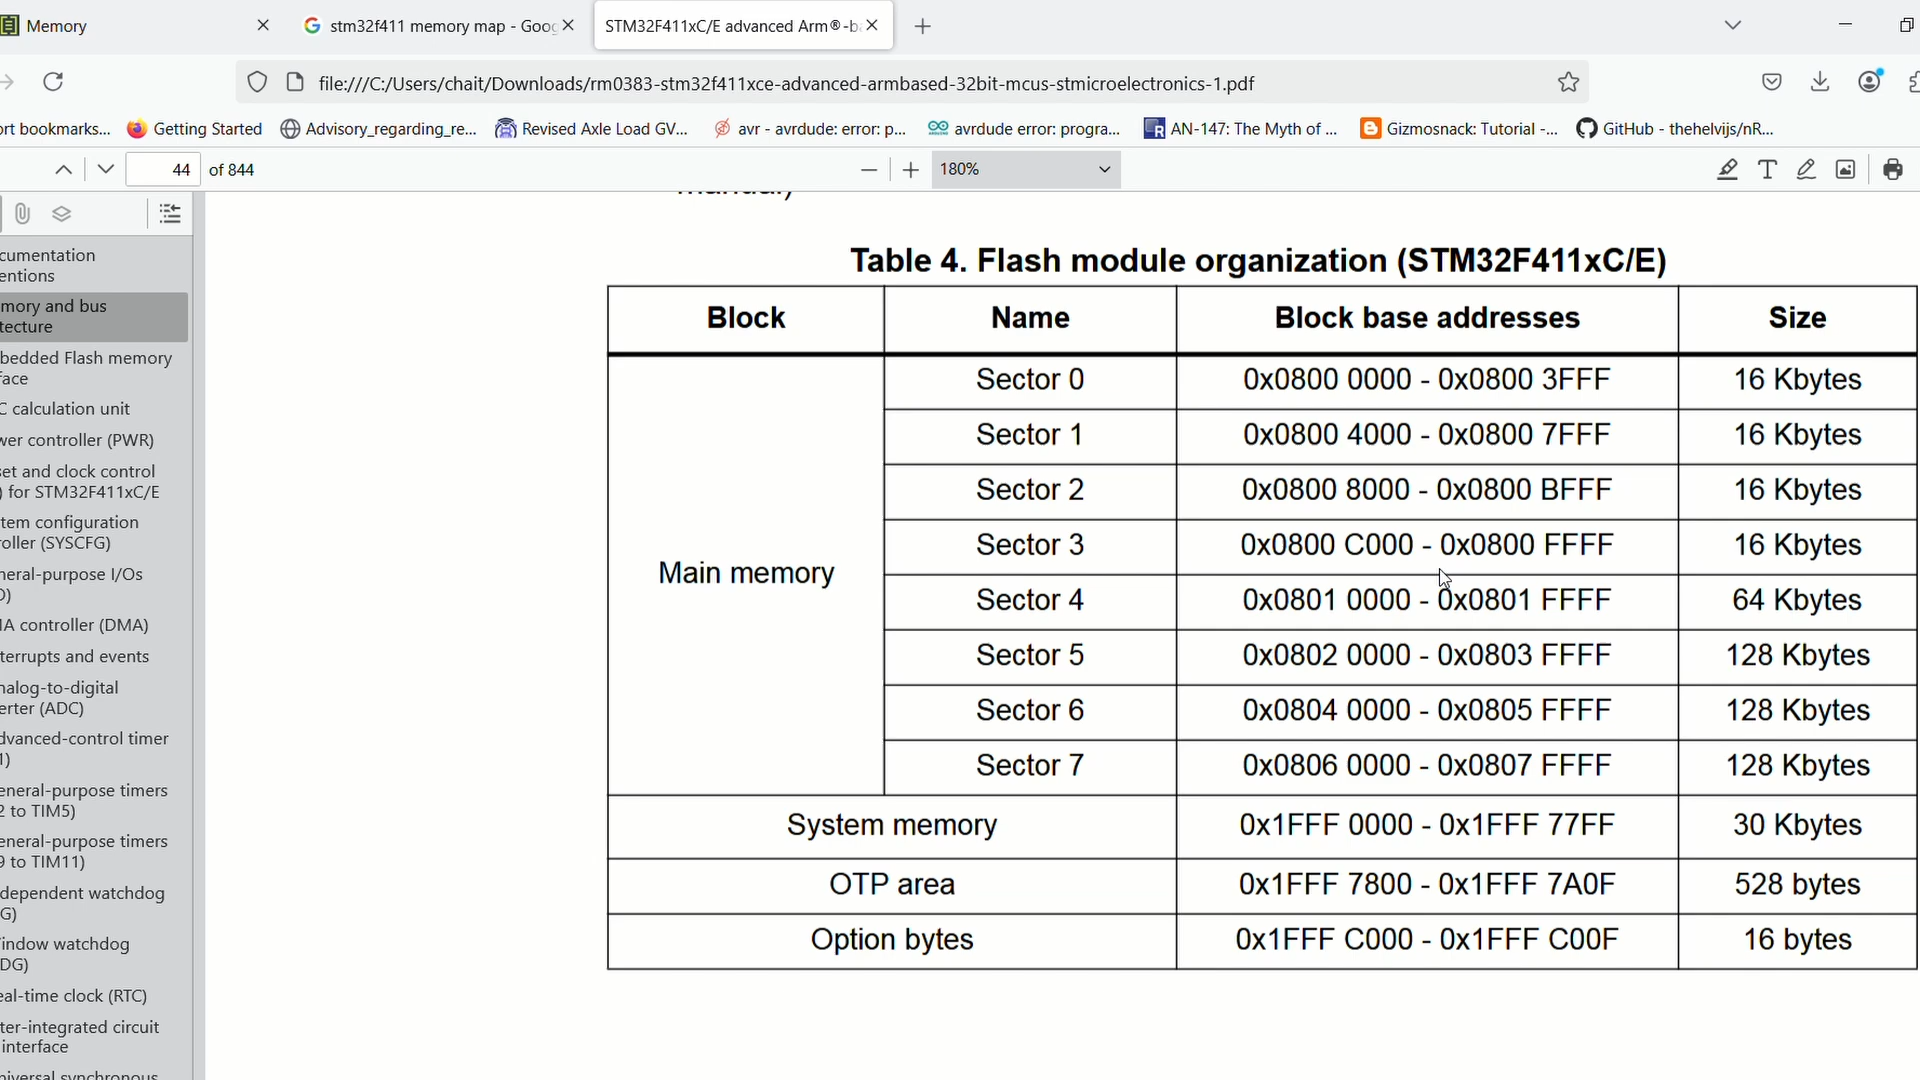 Memory
stm32f411 memory map - Goog
STM32F411xC/E advanced Arm®-ba
file:///C:/Users/chait/Downloads/rm0383-stm32f411xce-advanced-armbased-32bit-mcus-stmicroelectronics-1.pdf
ort bookmarks... Getting Started Advisory_regarding_re... Revised Axle Load GV... avr - avrdude: error: p... avrdude error: progra... AN-147: The Myth of ... Gizmosnack: Tutorial -... GitHub - thehelvijs/nR...
44 of 844 180%
cumentation
entions
mory and bus
tecture
bedded Flash memory
face
C calculation unit
wer controller (PWR)
set and clock control
) for STM32F411xC/E
tem configuration
roller (SYSCFG)
neral-purpose I/Os
O)
IA controller (DMA)
terrupts and events
nalog-to-digital
erter (ADC)
dvanced-control timer
1)
eneral-purpose timers
2 to TIM5)
eneral-purpose timers
9 to TIM11)
dependent watchdog
G)
indow watchdog
DG)
eal-time clock (RTC)
ter-integrated circuit
interface
niversal synchronous
manual)
Table 4. Flash module organization (STM32F411xC/E)
Block Name Block base addresses Size
Main memory
Sector 0 0x0800 0000 - 0x0800 3FFF 16 Kbytes
Sector 1 0x0800 4000 - 0x0800 7FFF 16 Kbytes
Sector 2 0x0800 8000 - 0x0800 BFFF 16 Kbytes
Sector 3 0x0800 C000 - 0x0800 FFFF 16 Kbytes
Sector 4 0x0801 0000 - 0x0801 FFFF 64 Kbytes
Sector 5 0x0802 0000 - 0x0803 FFFF 128 Kbytes
Sector 6 0x0804 0000 - 0x0805 FFFF 128 Kbytes
Sector 7 0x0806 0000 - 0x0807 FFFF 128 Kbytes
System memory 0x1FFF 0000 - 0x1FFF 77FF 30 Kbytes
OTP area 0x1FFF 7800 - 0x1FFF 7A0F 528 bytes
Option bytes 0x1FFF C000 - 0x1FFF C00F 16 bytes